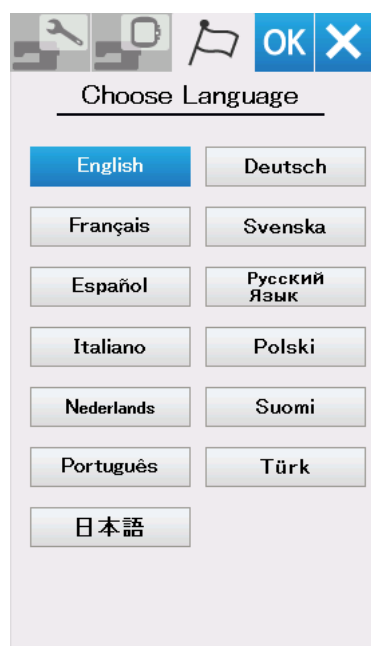 OK
Choose Language
English
Deutsch
Français
Svenska
Español
Русский
Язык
Italiano
Polski
Nederlands
Suomi
Português
Türk
日本語